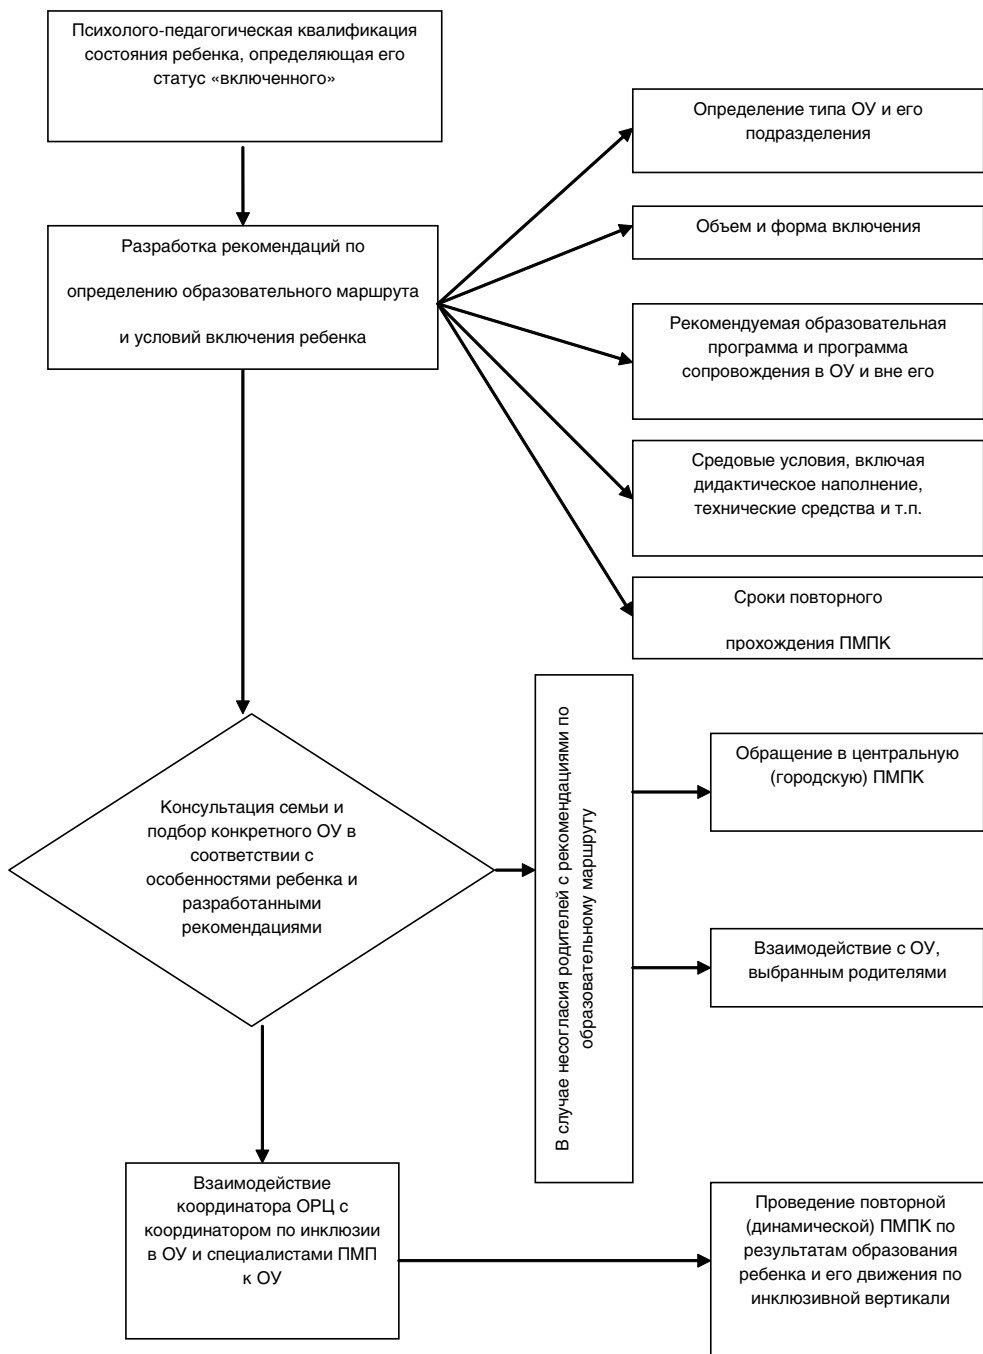 Психолого-педагогическая квалификация
состояния ребенка, определяющая его
статус «включенного»
Определение типа ОУ и его
подразделения
Объем и форма включения
Разработка рекомендаций по
определению образовательного маршрута
и условий включения ребенка
Рекомендуемая образовательная
программа и программа
сопровождения в ОУ и вне его
Средовые условия, включая
дидактическое наполнение,
технические средства и т.п.
Сроки повторного
прохождения ПМПК
Консультация семьи и
подбор конкретного ОУ в
соответствии с
особенностями ребенка и
разработанными
рекомендациями
В случае несогласия родителей с рекомендациями по
образовательному маршруту
Обращение в центральную
(городскую) ПМПК
Взаимодействие с ОУ,
выбранным родителями
Взаимодействие
координатора ОРЦ с
координатором по инклюзии
в ОУ и специалистами ПМП
к ОУ
Проведение повторной
(динамической) ПМПК по
результатам образования
ребенка и его движения по
инклюзивной вертикали